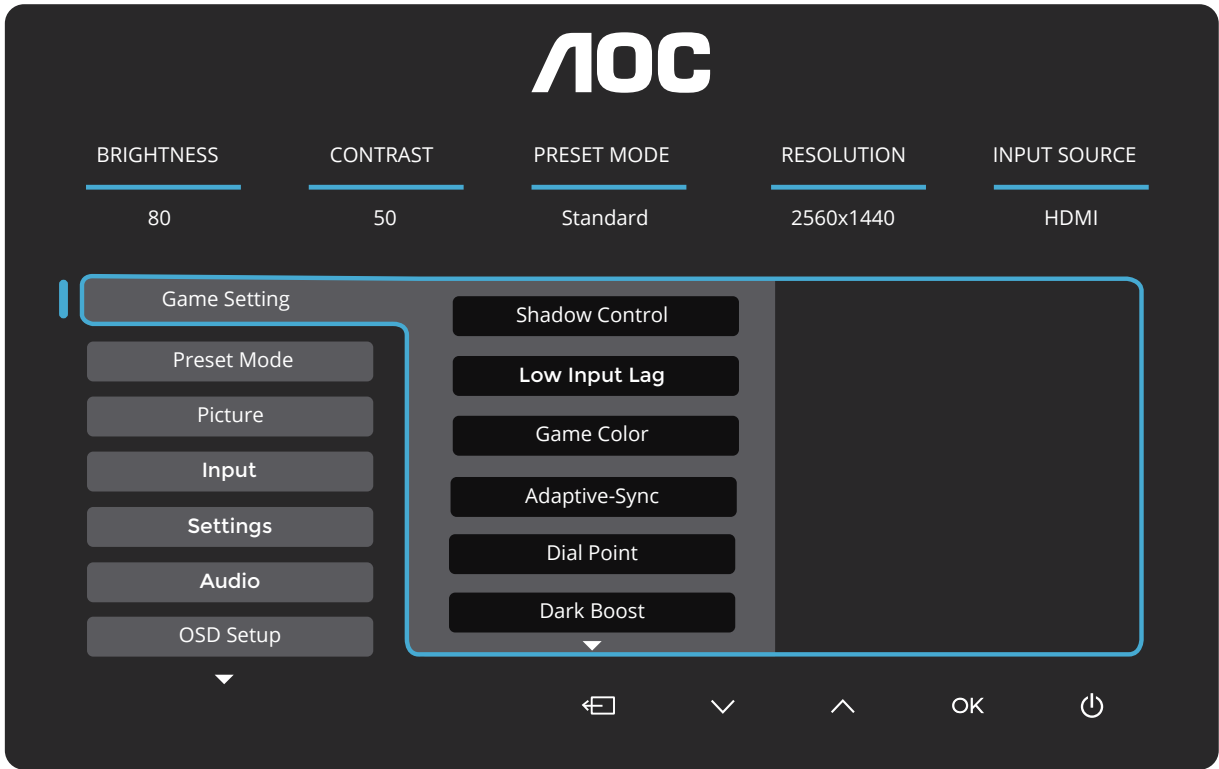 AOC
BRIGHTNESS CONTRAST PRESET MODE RESOLUTION INPUT SOURCE
80 50 Standard 2560x1440 HDMI
Game Setting
Preset Mode
Picture
Input
Settings
Audio
OSD Setup
Shadow Control
Low Input Lag
Game Color
Adaptive-Sync
Dial Point
Dark Boost
OK